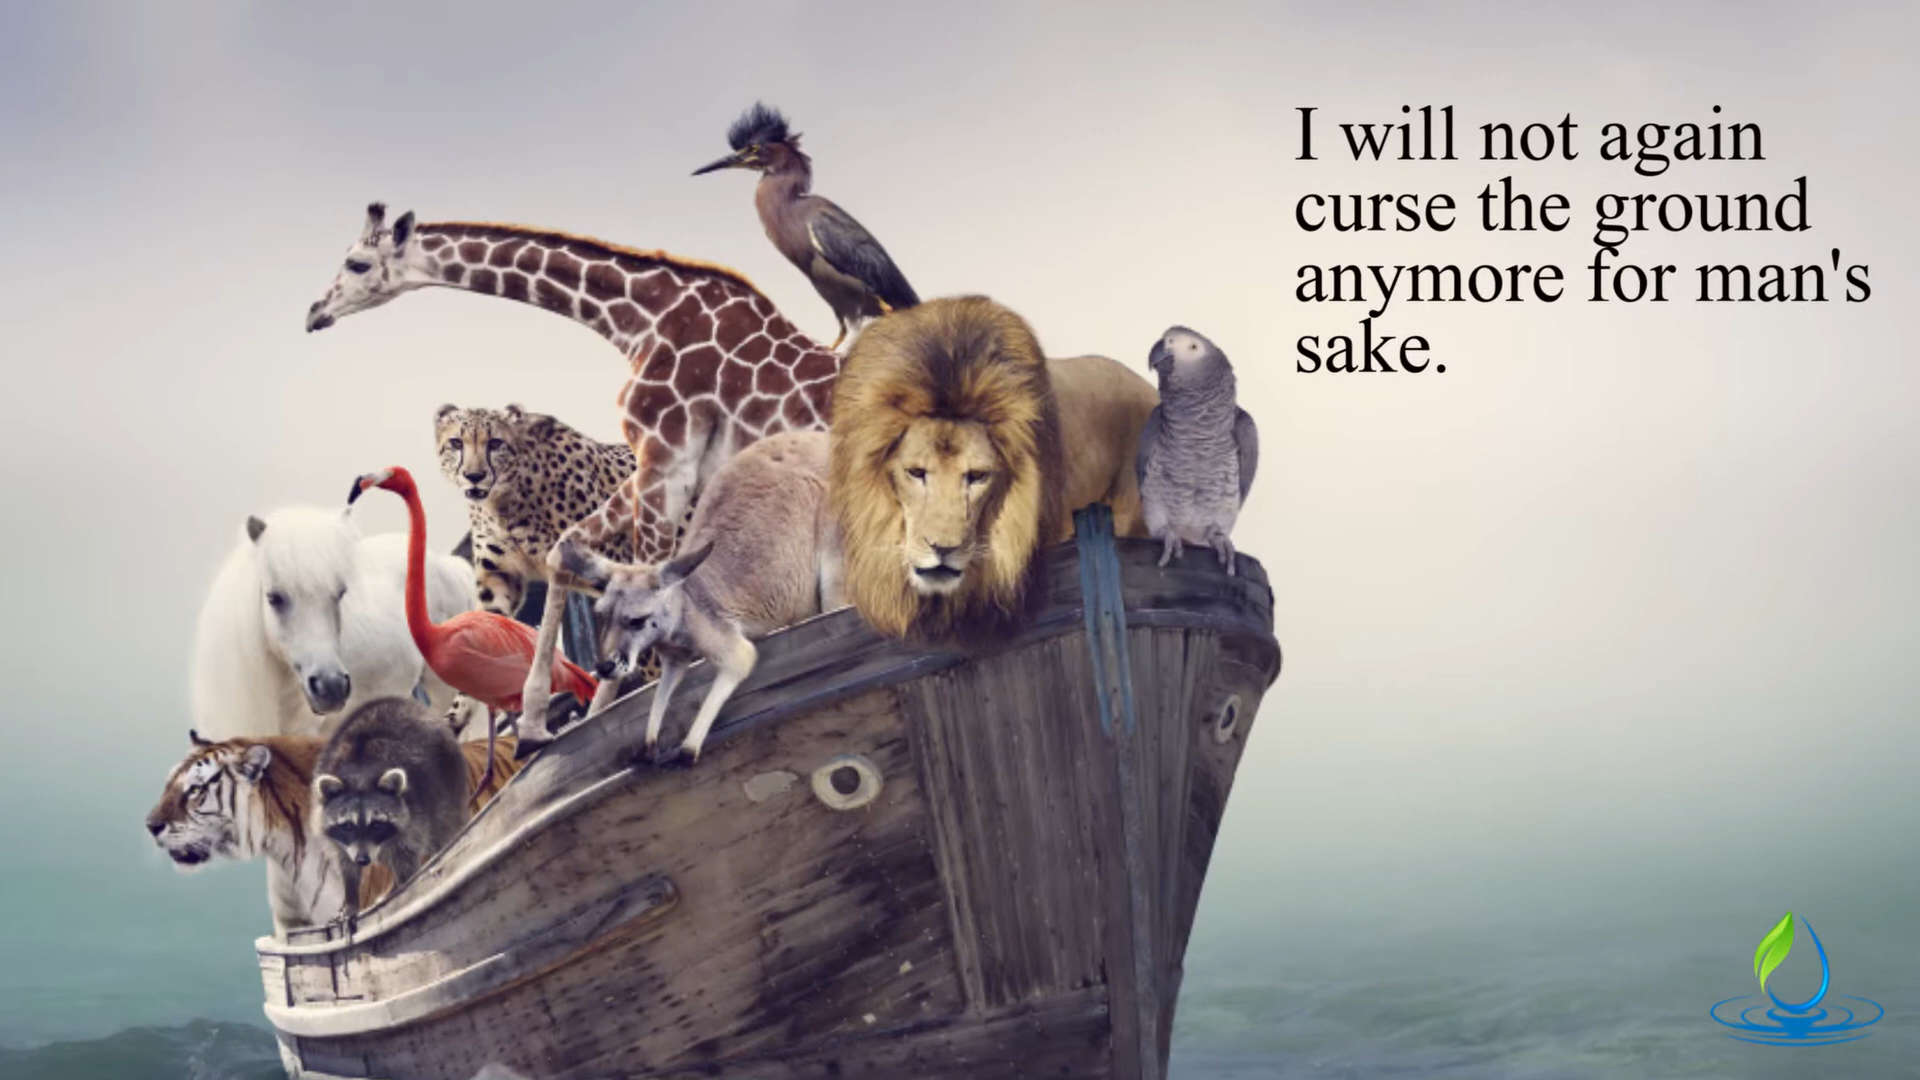 I will not again
curse the ground
anymore for man's
sake.